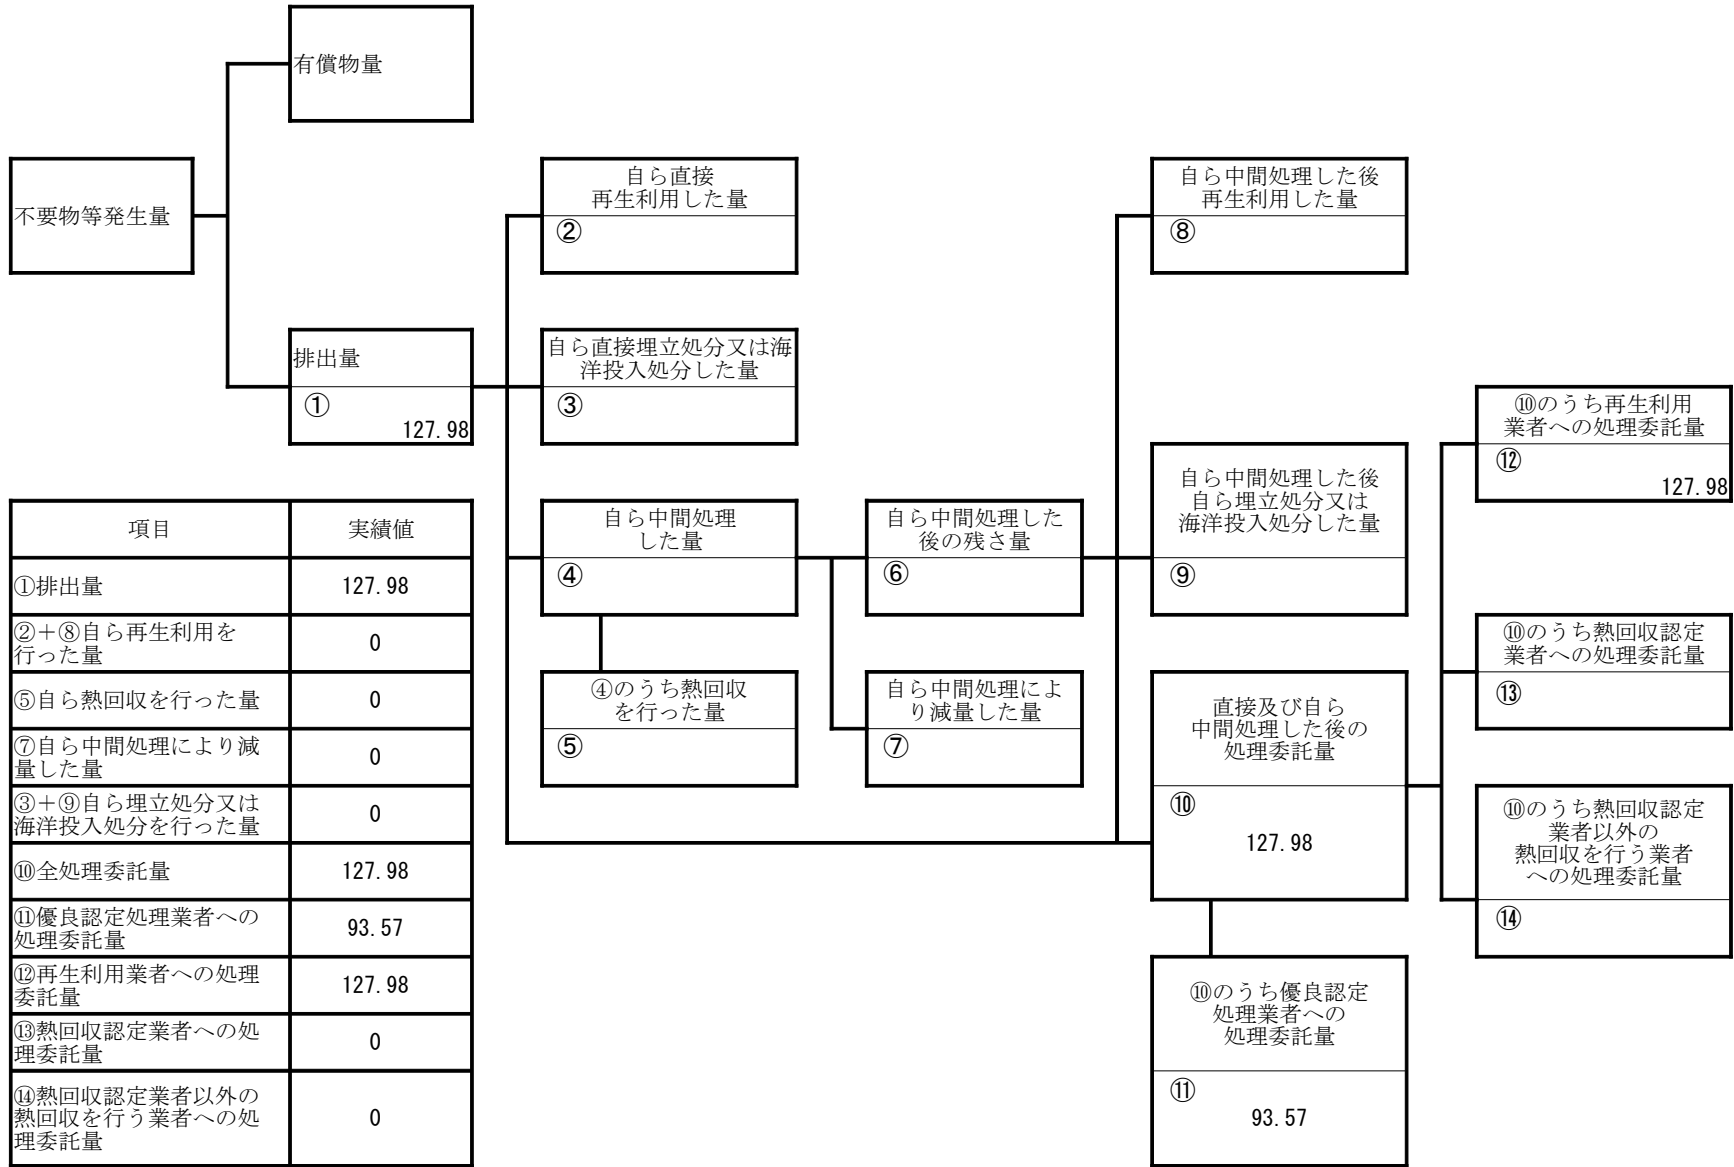 有償物量
不要物等発生量
自ら直接
再生利用した量
②
自ら中間処理した後
再生利用した量
⑧
排出量
①
127.98
自ら直接埋立処分又は海
洋投入処分した量
③
⑩のうち再生利用
業者への処理委託量
⑫
127.98
自ら中間処理
した量
④
自ら中間処理した
後の残さ量
⑥
自ら中間処理した後
自ら埋立処分又は
海洋投入処分した量
⑨
⑩のうち熱回収認定
業者への処理委託量
⑬
④のうち熱回収
を行った量
⑤
自ら中間処理によ
り減量した量
⑦
直接及び自ら
中間処理した後の
処理委託量
⑩
127.98
⑩のうち熱回収認定
業者以外の
熱回収を行う業者
への処理委託量
⑭
⑩のうち優良認定
処理業者への
処理委託量
⑪
93.57
項目 実績値
①排出量 127.98
②＋⑧自ら再生利用を
行った量 0
⑤自ら熱回収を行った量 0
⑦自ら中間処理により減
量した量 0
③＋⑨自ら埋立処分又は
海洋投入処分を行った量 0
⑩全処理委託量 127.98
⑪優良認定処理業者への
処理委託量 93.57
⑫再生利用業者への処理
委託量 127.98
⑬熱回収認定業者への処
理委託量 0
⑭熱回収認定業者以外の
熱回収を行う業者への処
理委託量 0